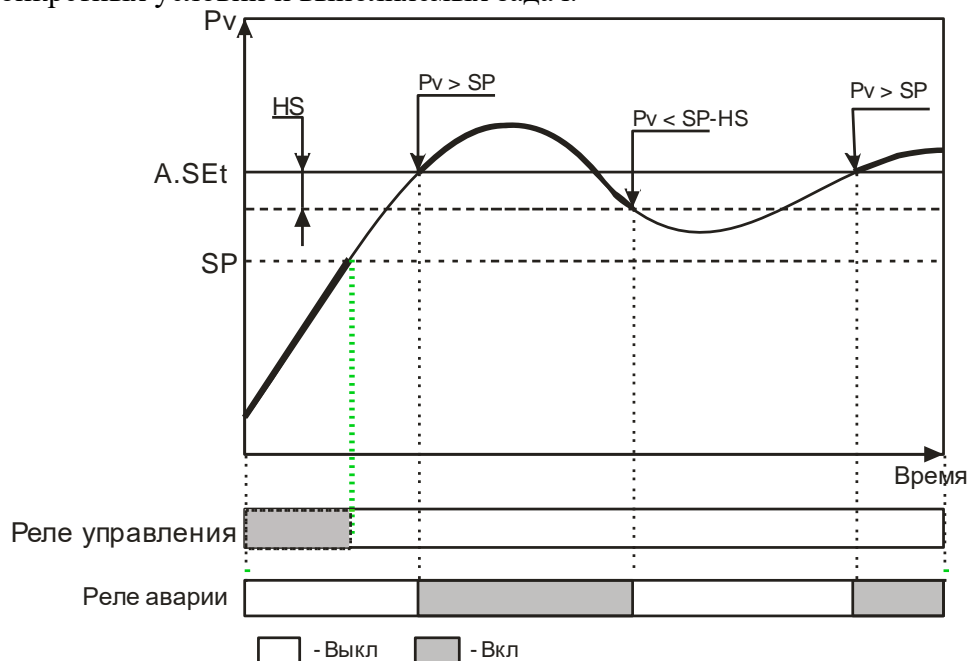 Pv
HS
Pv > SP
Pv < SP-HS
Pv > SP
A.SEt
SP
Время
Реле управления
Реле аварии
- Выкл
- Вкл